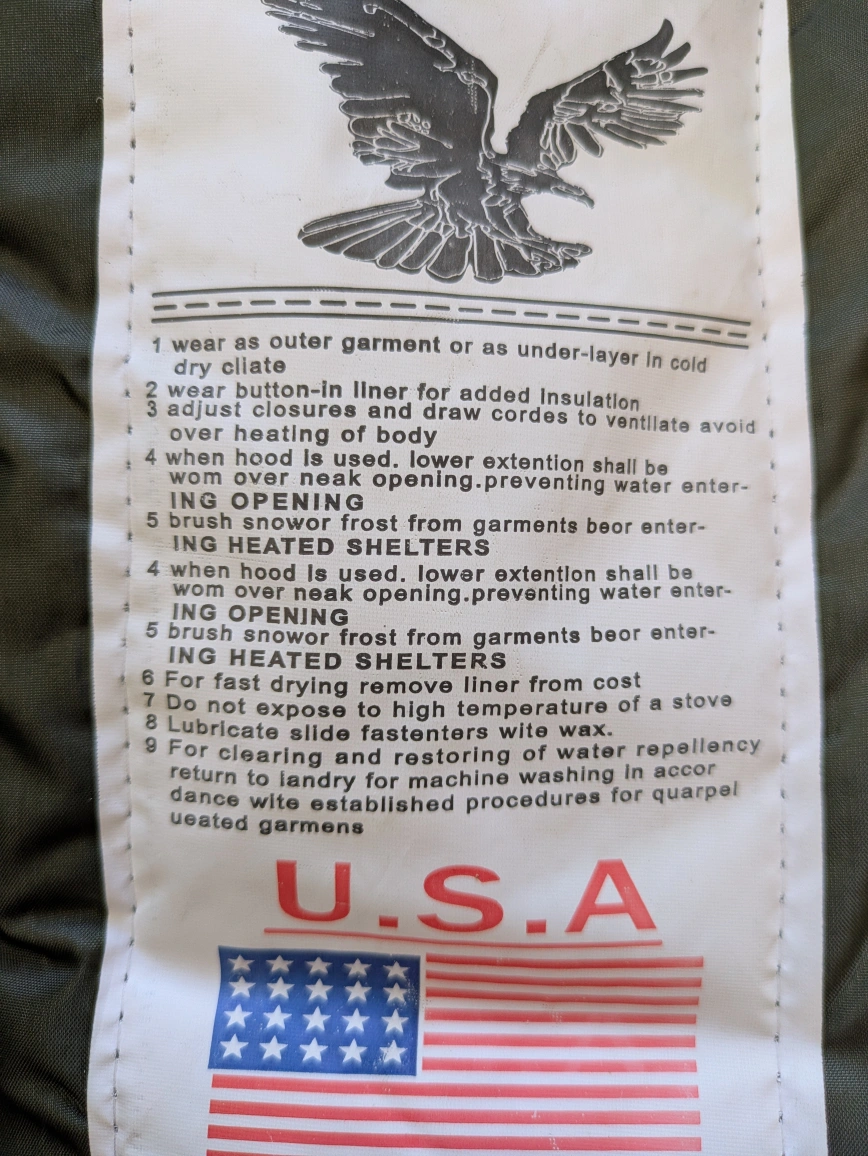 1 wear as outer garment or as under-layer in cold
dry cliate
2 wear button-in liner for added insulation
3 adjust closures and draw cordes to ventilate avoid
over heating of body
4 when hood is used. lower extention shall be
wom over neak opening.preventing water enter-
ING OPENING
5 brush snowor frost from garments beor enter-
ING HEATED SHELTERS
4 when hood is used. lower extention shall be
wom over neak opening.preventing water enter-
ING OPENING
5 brush snowor frost from garments beor enter-
ING HEATED SHELTERS
6 For fast drying remove liner from cost
7 Do not expose to high temperature of a stove
8 Lubricate slide fastenters wite wax.
9 For clearing and restoring of water repellency
return to landry for machine washing in accor
dance wite established procedures for quarpel
ueated garmens
U.S.A